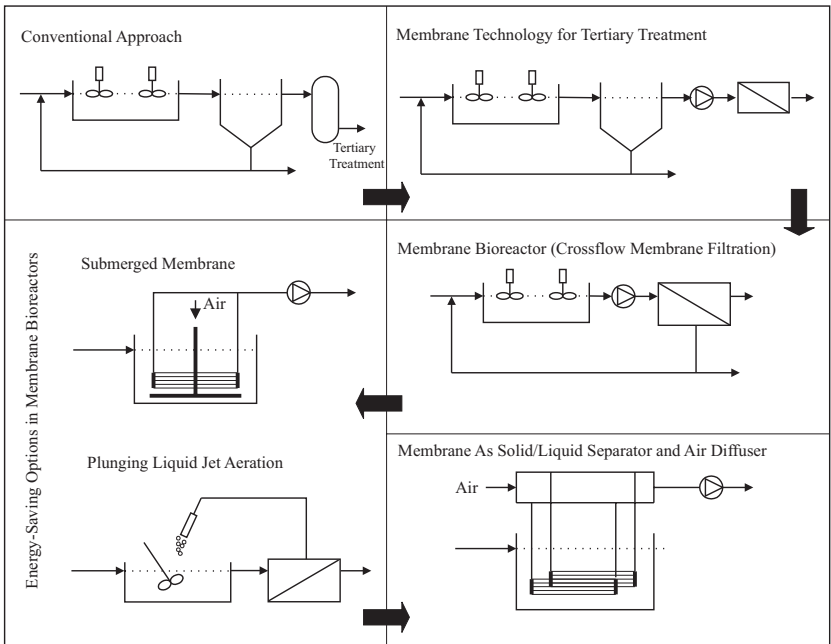 Conventional Approach
Tertiary
Treatment
Membrane Technology for Tertiary Treatment
Membrane Bioreactor (Crossflow Membrane Filtration)
Energy-Saving Options in Membrane Bioreactors
Submerged Membrane
Air
Plunging Liquid Jet Aeration
Membrane As Solid/Liquid Separator and Air Diffuser
Air